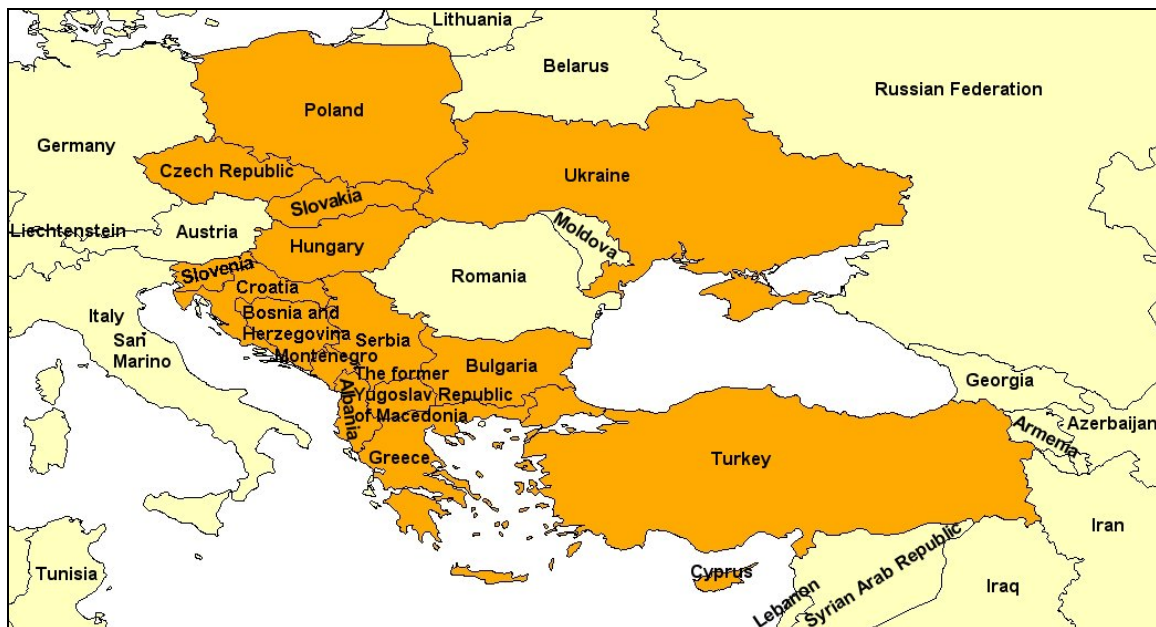 Lithuania
Belarus
Russian Federation
Poland
Germany
Czech Republic
Ukraine
Slovakia
Liechtenstein
Austria
Moldova
Hungary
Slovenia
Romania
Croatia
Bosnia and
Herzegovina
Italy
San
Marino
Serbia
Montenegro
Bulgaria
The former
Yugoslav Republic
of Macedonia
Albania
Georgia
Armenia
Azerbaijan
Greece
Turkey
Iran
Cyprus
Tunisia
Lebanon
Syrian Arab Republic
Iraq